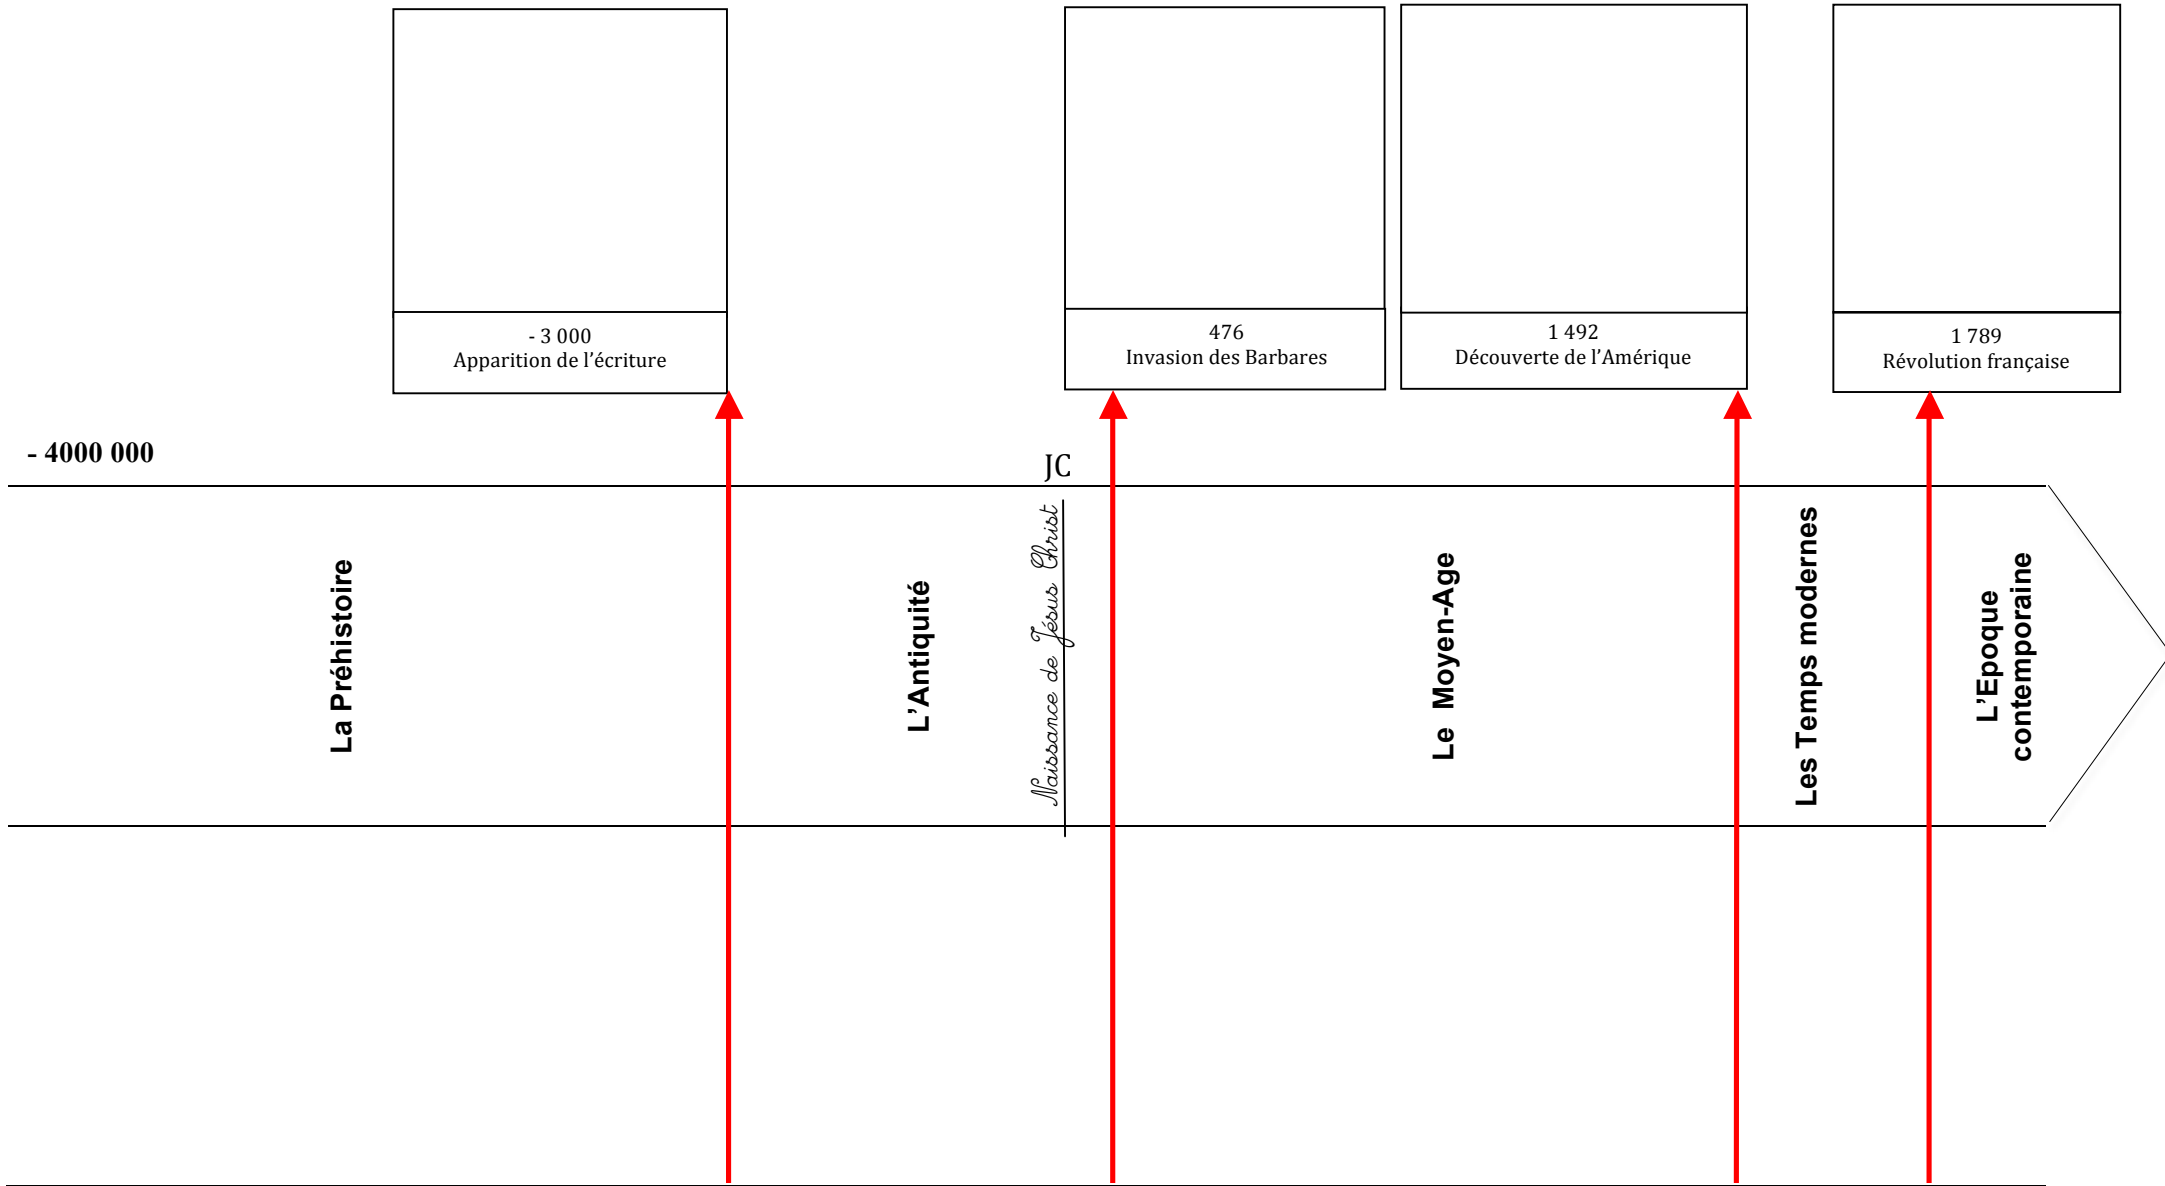 - 3 000
Apparition de l'écriture
476
Invasion des Barbares
1 492
Découverte de l'Amérique
1 789
Révolution française
- 4000 000
JC
La Préhistoire
L'Antiquité
Naissance de Jésus Christ
Le Moyen-Age
Les Temps modernes
L'Epoque
contemporaine